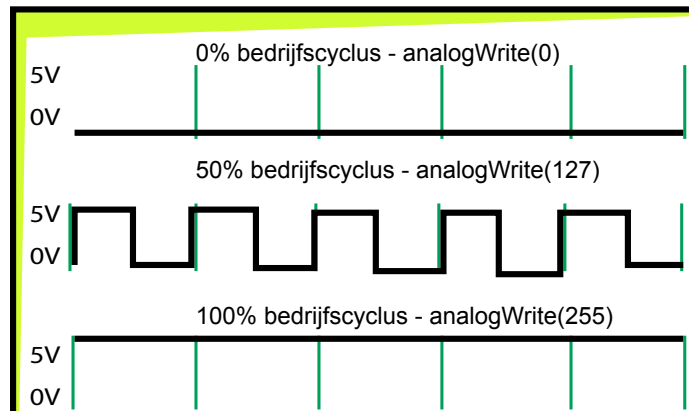 0% bedrijfscyclus - analogWrite(0)
5V
0V
50% bedrijfscyclus - analogWrite(127)
5V
0V
100% bedrijfscyclus - analogWrite(255)
5V
0V